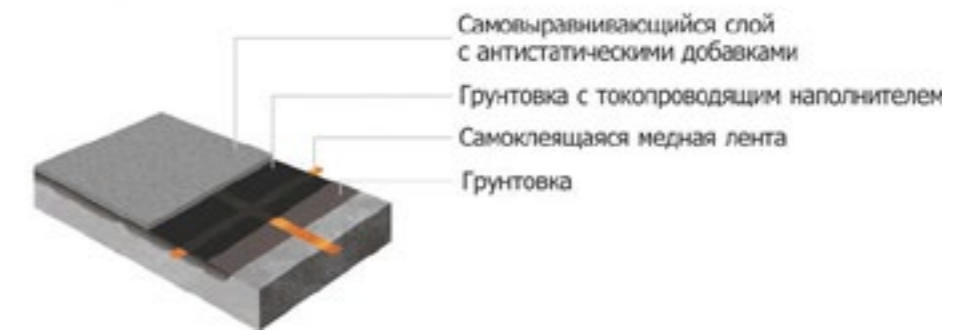 Самовыравнивающийся слой
с антистатическими добавками
Грунтовка с токопроводящим наполнителем
Самоклеящаяся медная лента
Грунтовка